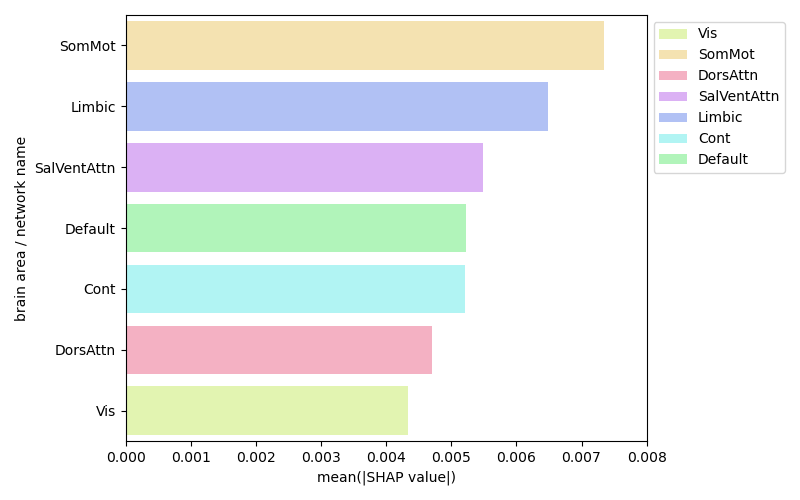 SomMot
Limbic
SalVentAttn
Default
Cont
DorsAttn
Vis
brain area / network name
0.000 0.001 0.002 0.003 0.004 0.005 0.006 0.007 0.008
mean(|SHAP value|)
Vis
SomMot
DorsAttn
SalVentAttn
Limbic
Cont
Default